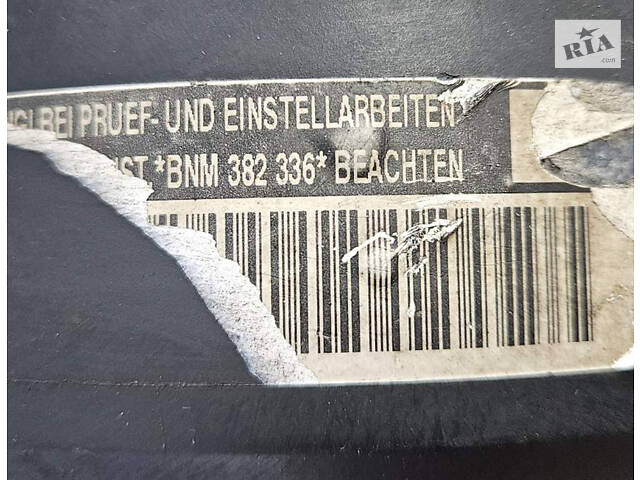 RIA
.com
BEI PRUEF- UND EINSTELLARBEITEN
*BNM 382 336* BEACHTEN